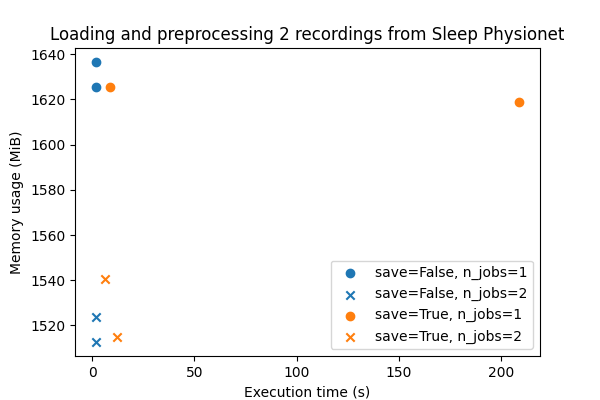 Loading and preprocessing 2 recordings from Sleep Physionet
1640
1620
1600
1580
1560
1540
1520
Memory usage (MiB)
save=False, n_jobs=1
save=False, n_jobs=2
save=True, n_jobs=1
save=True, n_jobs=2
0 50 100 150 200
Execution time (s)